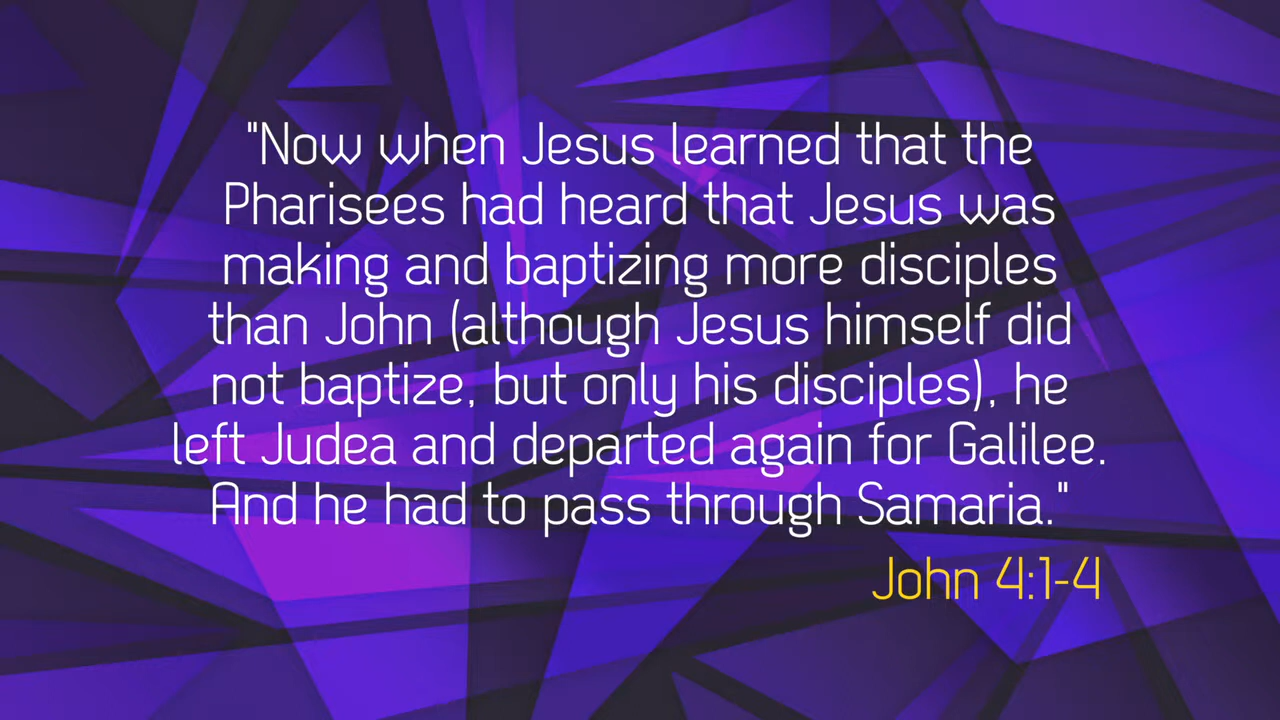 "Now when Jesus learned that the
Pharisees had heard that Jesus was
making and baptizing more disciples
than John (although Jesus himself did
not baptize, but only his disciples), he
left Judea and departed again for Galilee.
And he had to pass through Samaria."
John 4:1-4